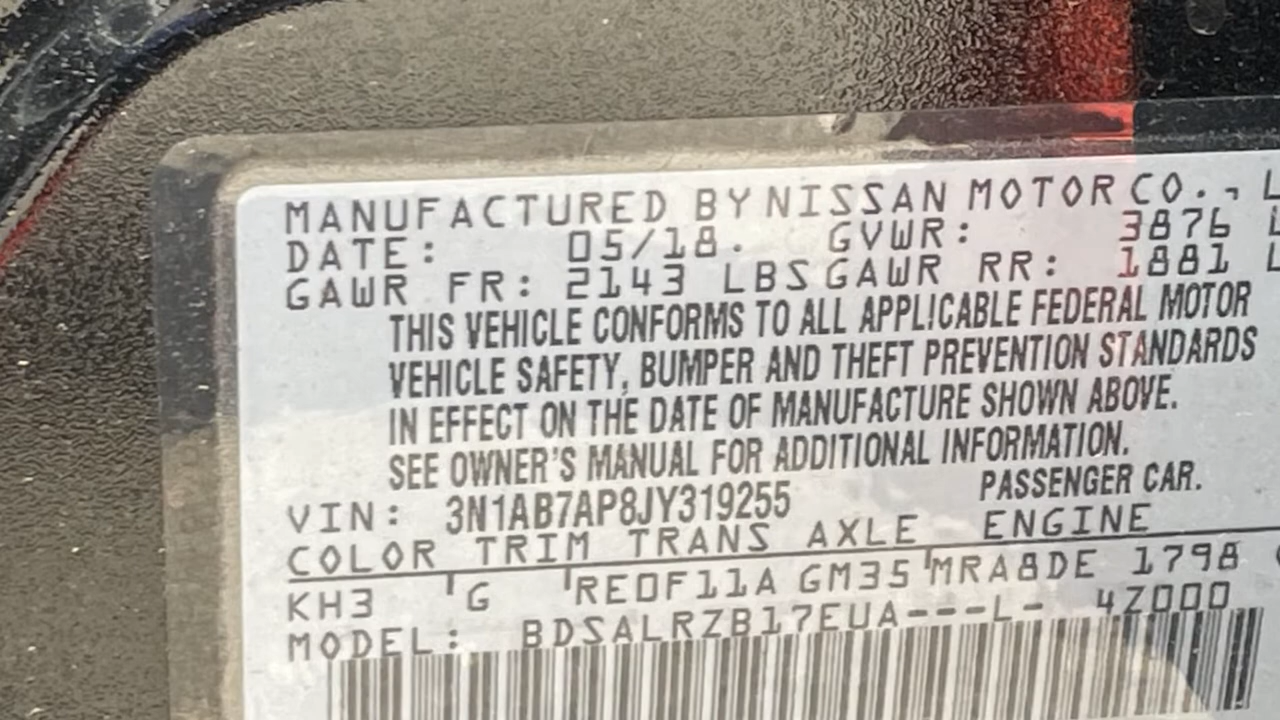 MANUFACTURED BY NISSAN MOTOR CO., L
DATE: 05/18. GVWR: 3876 L
GAWR FR: 2143 LBS GAWR RR: 1881 L
THIS VEHICLE CONFORMS TO ALL APPLICABLE FEDERAL MOTOR
VEHICLE SAFETY, BUMPER AND THEFT PREVENTION STANDARDS
IN EFFECT ON THE DATE OF MANUFACTURE SHOWN ABOVE.
SEE OWNER'S MANUAL FOR ADDITIONAL INFORMATION.
PASSENGER CAR.
VIN: 3N1AB7AP8JY319255
COLOR TRIM TRANS AXLE ENGINE
KH3 G RE0F11A GM35 MRA8DE 1798
MODEL: BDSALRZB17EUA---L- 4Z000